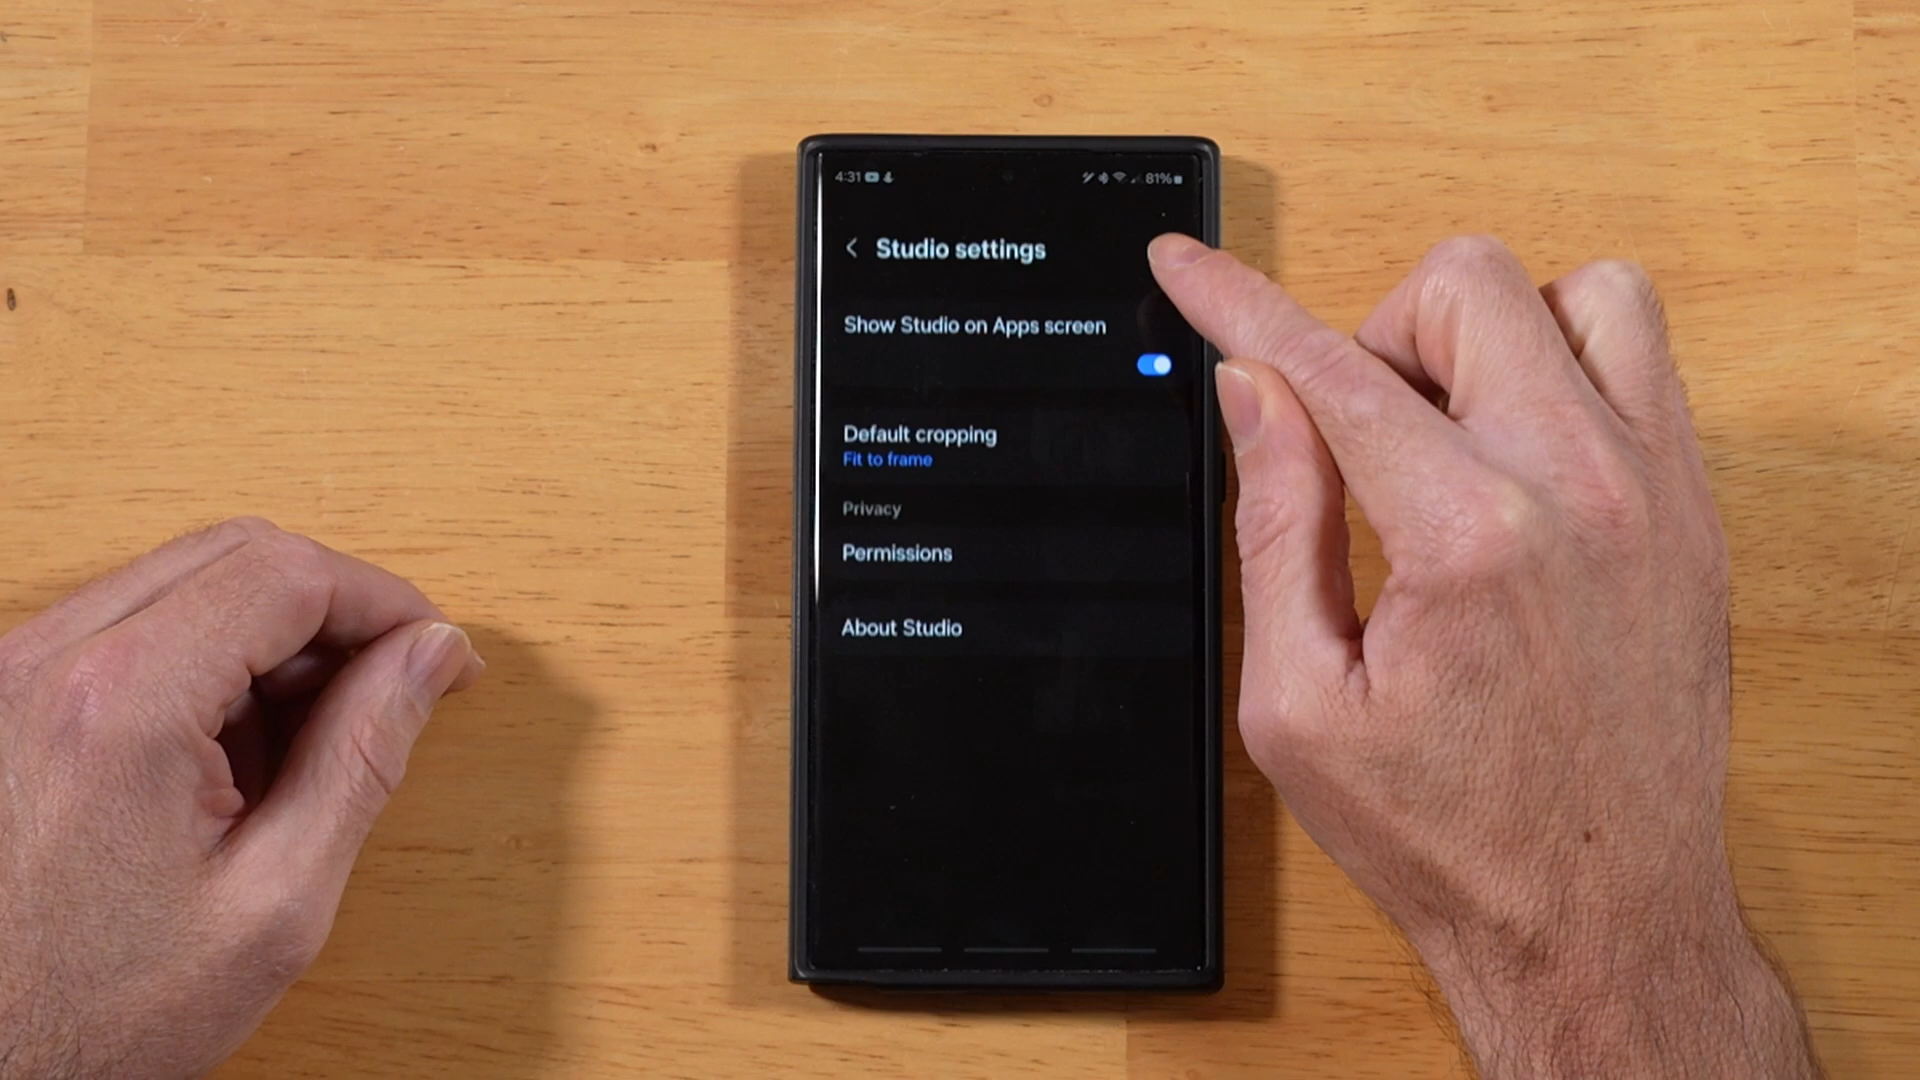 4:31 81%
Studio settings
Show Studio on Apps screen
Default cropping
Fit to frame
Privacy
Permissions
About Studio